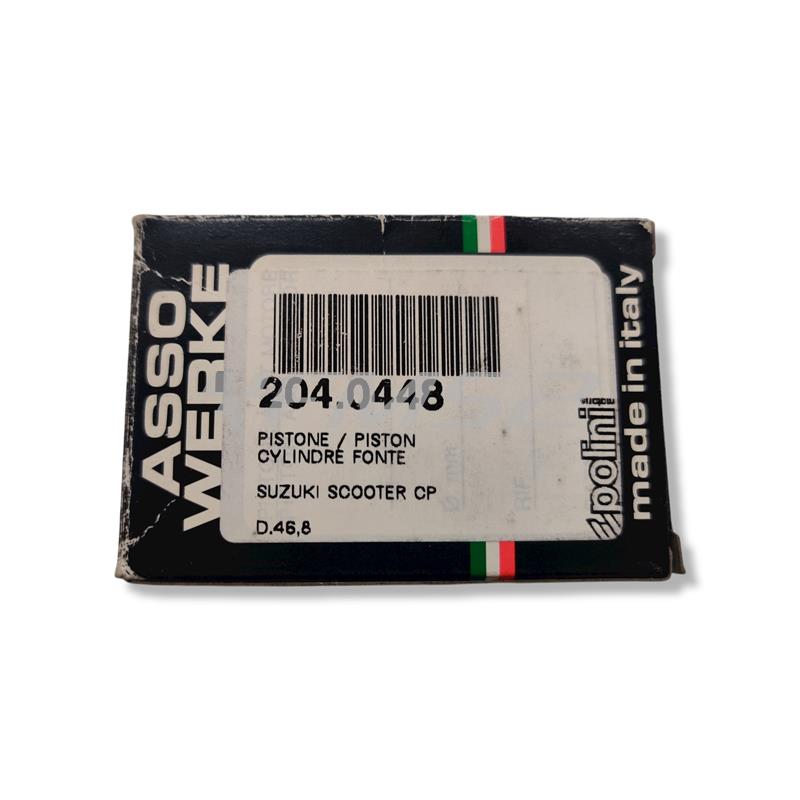 ASSO
WERKE
204.0448
PISTONE / PISTON
CYLINDRE FONTE
SUZUKI SCOOTER CP
D.46,8
polini
made in italy